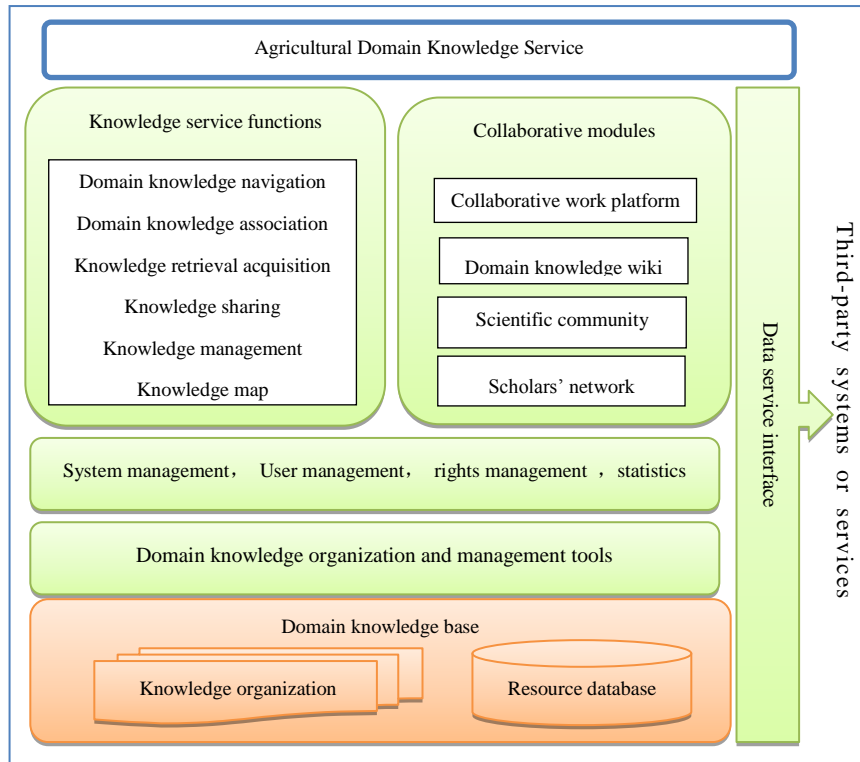 Agricultural Domain Knowledge Service
Knowledge service functions
Domain knowledge navigation
Domain knowledge association
Knowledge retrieval acquisition
Knowledge sharing
Knowledge management
Knowledge map
Collaborative modules
Collaborative work platform
Domain knowledge wiki
Scientific community
Scholars’ network
System management， User management， rights management ，statistics
Domain knowledge organization and management tools
Domain knowledge base
Knowledge organization
Resource database
Data service interface
Third-party systems or services